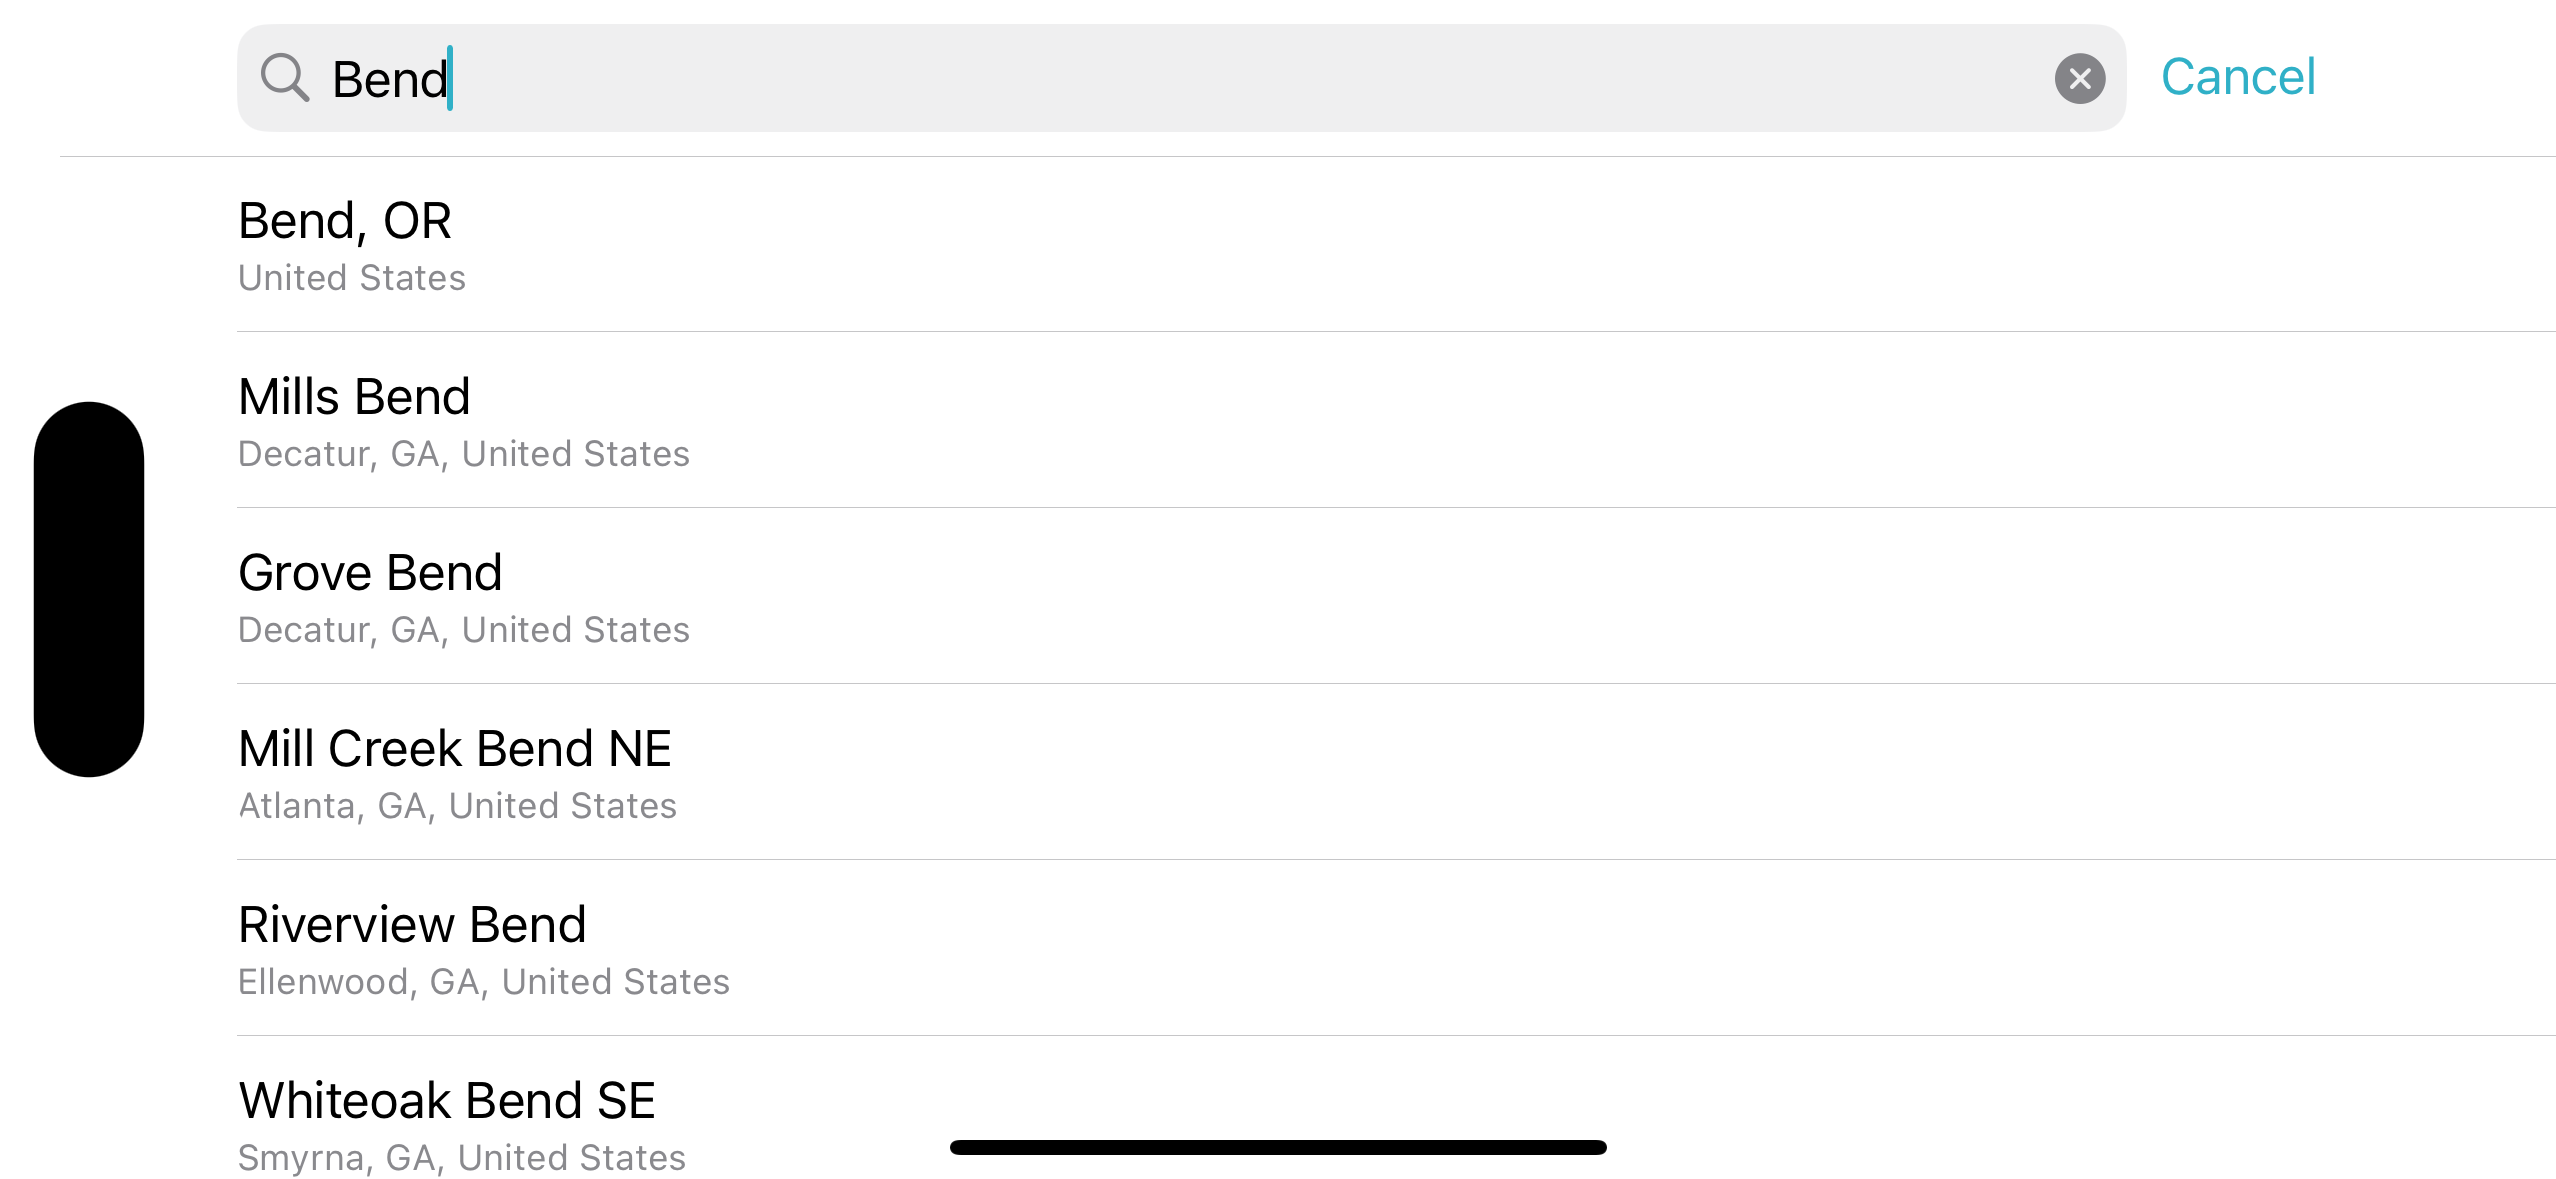 Bend
Cancel
Bend, OR
United States
Mills Bend
Decatur, GA, United States
Grove Bend
Decatur, GA, United States
Mill Creek Bend NE
Atlanta, GA, United States
Riverview Bend
Ellenwood, GA, United States
Whiteoak Bend SE
Smyrna, GA, United States